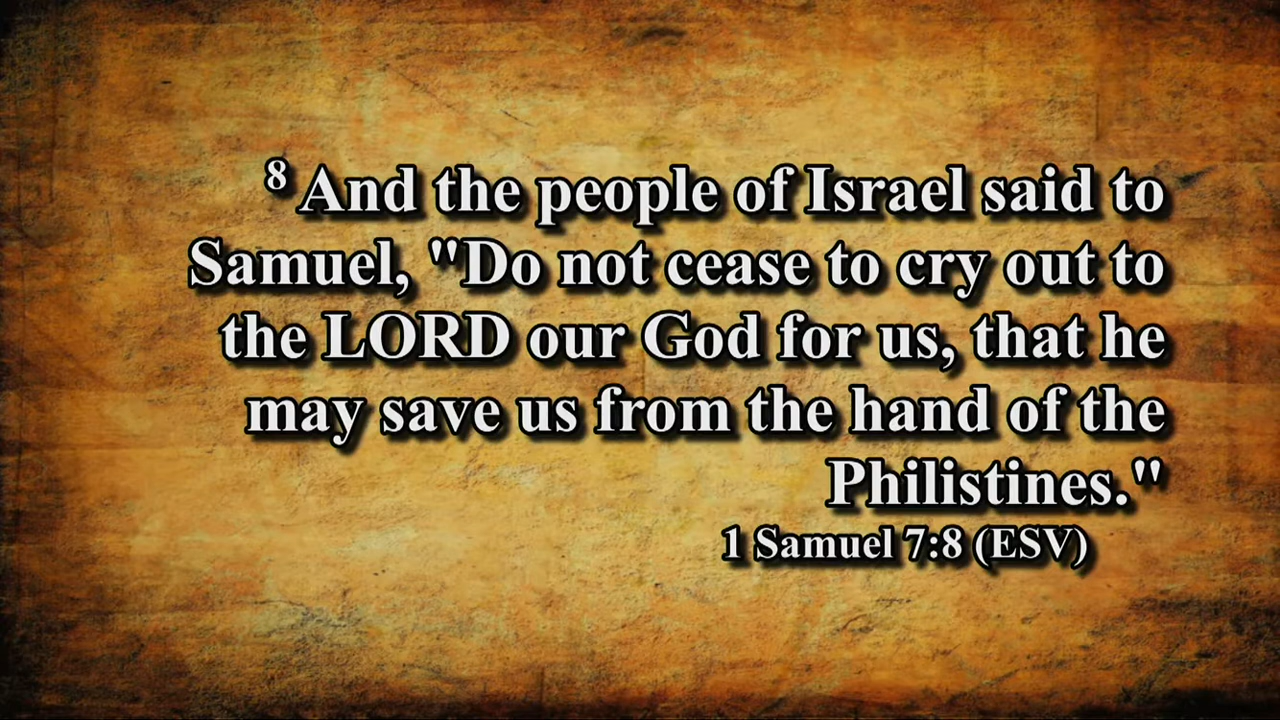 ⁸ And the people of Israel said to
Samuel, "Do not cease to cry out to
the LORD our God for us, that he
may save us from the hand of the
Philistines."
1 Samuel 7:8 (ESV)